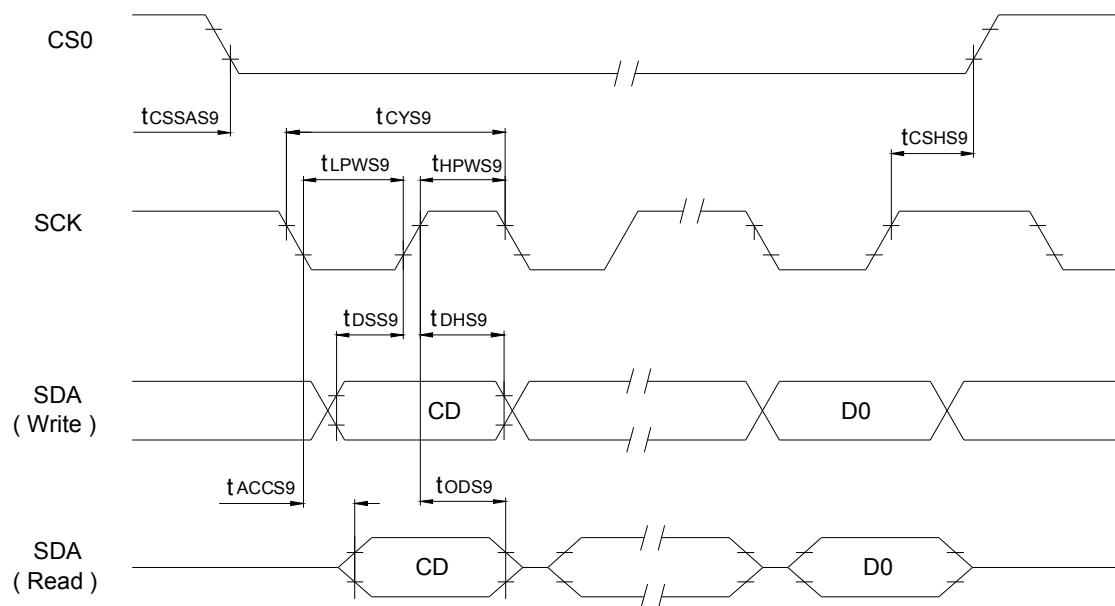 CS0
tCSSAS9
tCYS9
tCSHS9
tLPWS9
tHPWS9
SCK
tDSS9
tDHS9
SDA
( Write )
CD
D0
tACCS9
tODS9
SDA
( Read )
CD
D0